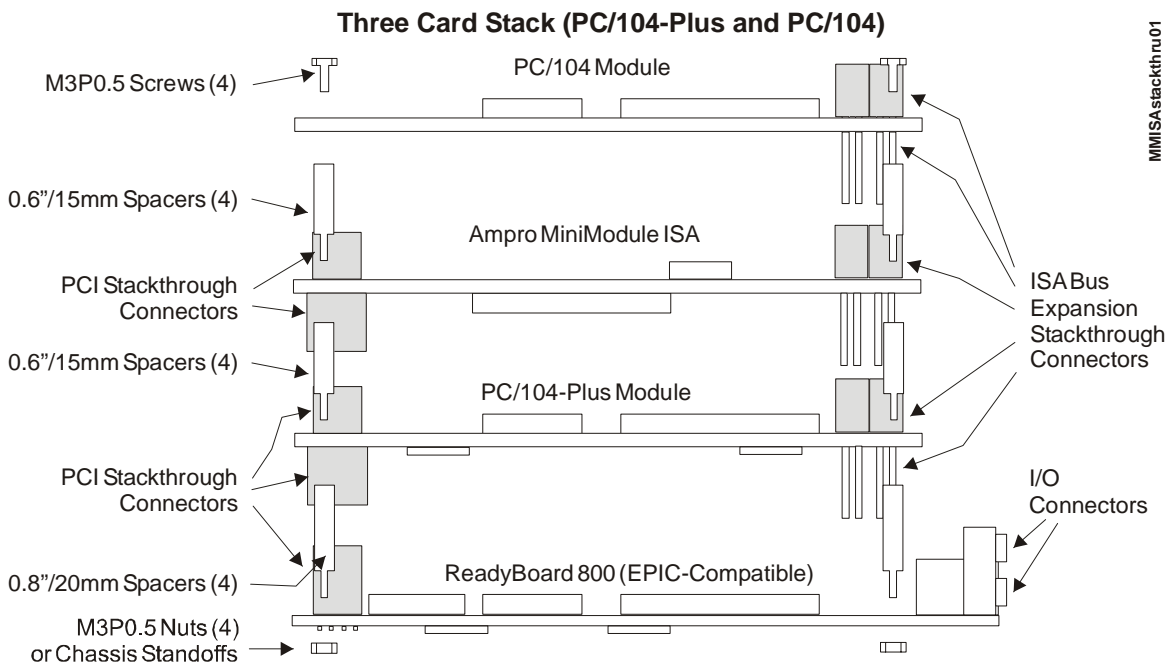 Three Card Stack (PC/104-Plus and PC/104)
MMISAstackthru01
M3P0.5 Screws (4)
PC/104 Module
0.6”/15mm Spacers (4)
Ampro MiniModule ISA
PCI Stackthrough
Connectors
ISA Bus
Expansion
Stackthrough
Connectors
0.6”/15mm Spacers (4)
PC/104-Plus Module
PCI Stackthrough
Connectors
I/O
Connectors
0.8”/20mm Spacers (4)
ReadyBoard 800 (EPIC-Compatible)
M3P0.5 Nuts (4)
or Chassis Standoffs